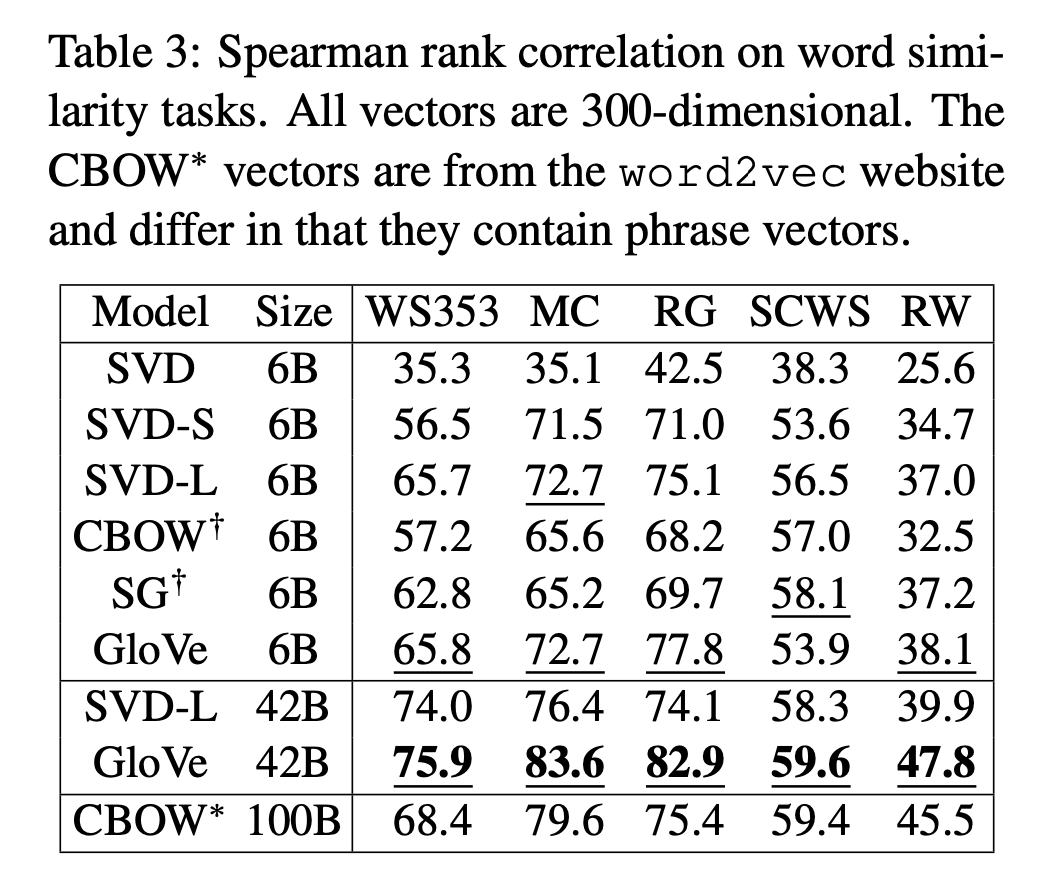 Table 3: Spearman rank correlation on word simi-
larity tasks. All vectors are 300-dimensional. The
CBOW* vectors are from the word2vec website
and differ in that they contain phrase vectors.
Model Size WS353 MC RG SCWS RW
SVD 6B 35.3 35.1 42.5 38.3 25.6
SVD-S 6B 56.5 71.5 71.0 53.6 34.7
SVD-L 6B 65.7 72.7 75.1 56.5 37.0
CBOW† 6B 57.2 65.6 68.2 57.0 32.5
SG† 6B 62.8 65.2 69.7 58.1 37.2
GloVe 6B 65.8 72.7 77.8 53.9 38.1
SVD-L 42B 74.0 76.4 74.1 58.3 39.9
GloVe 42B 75.9 83.6 82.9 59.6 47.8
CBOW* 100B 68.4 79.6 75.4 59.4 45.5